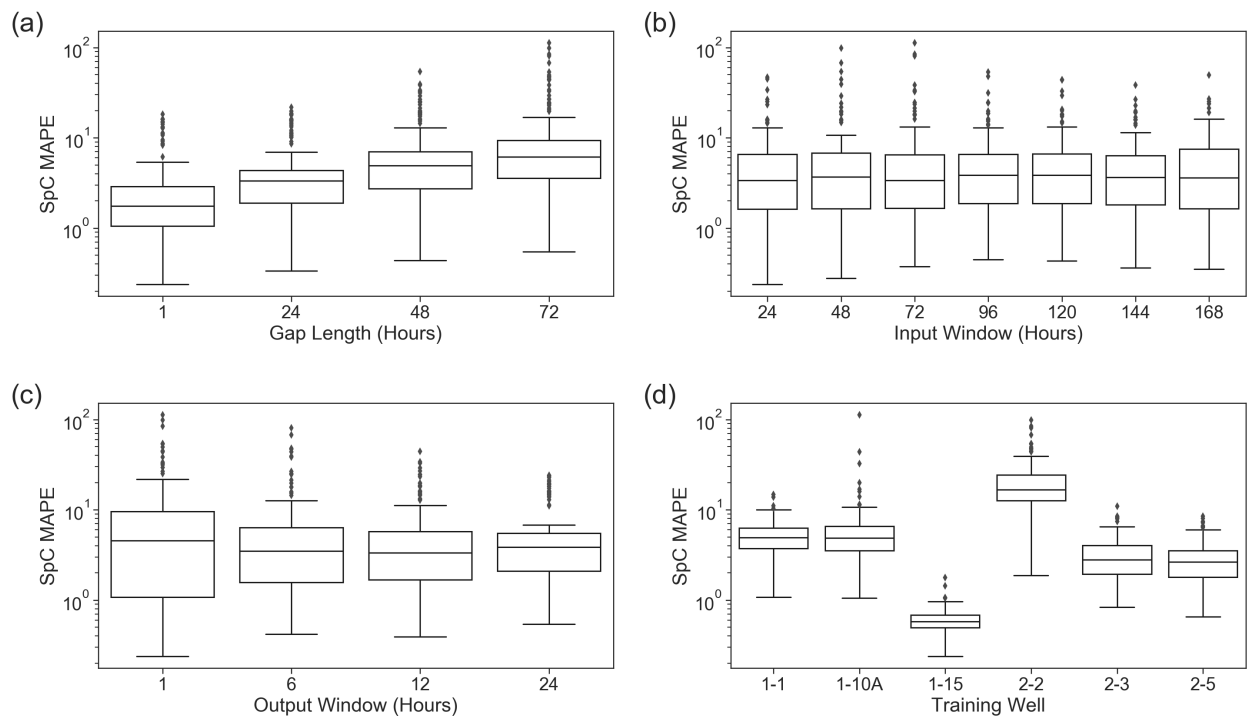 (a)
SpC MAPE
10²
10¹
10⁰
1 24 48 72
Gap Length (Hours)
(b)
SpC MAPE
10²
10¹
10⁰
24 48 72 96 120 144 168
Input Window (Hours)
(c)
SpC MAPE
10²
10¹
10⁰
1 6 12 24
Output Window (Hours)
(d)
SpC MAPE
10²
10¹
10⁰
1-1 1-10A 1-15 2-2 2-3 2-5
Training Well